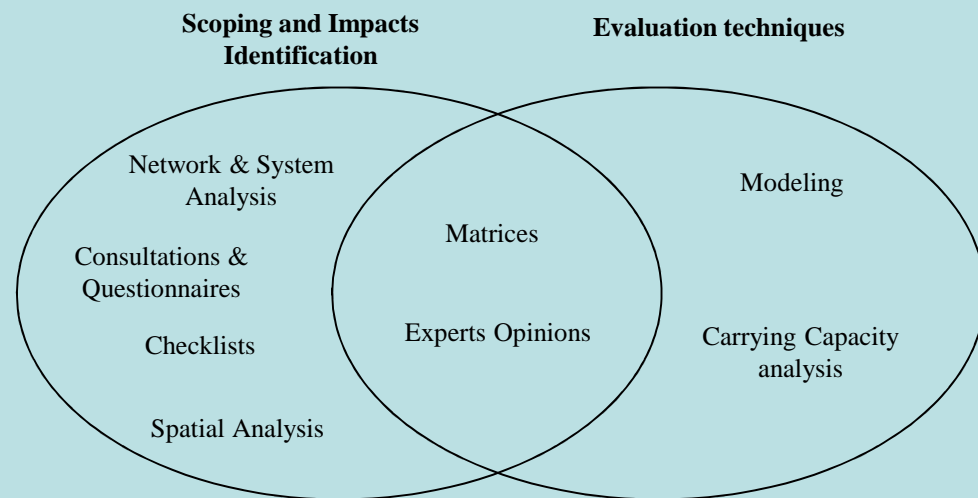 Scoping and Impacts
Identification
Evaluation techniques
Network & System
Analysis
Consultations &
Questionnaires
Checklists
Spatial Analysis
Matrices
Experts Opinions
Modeling
Carrying Capacity
analysis